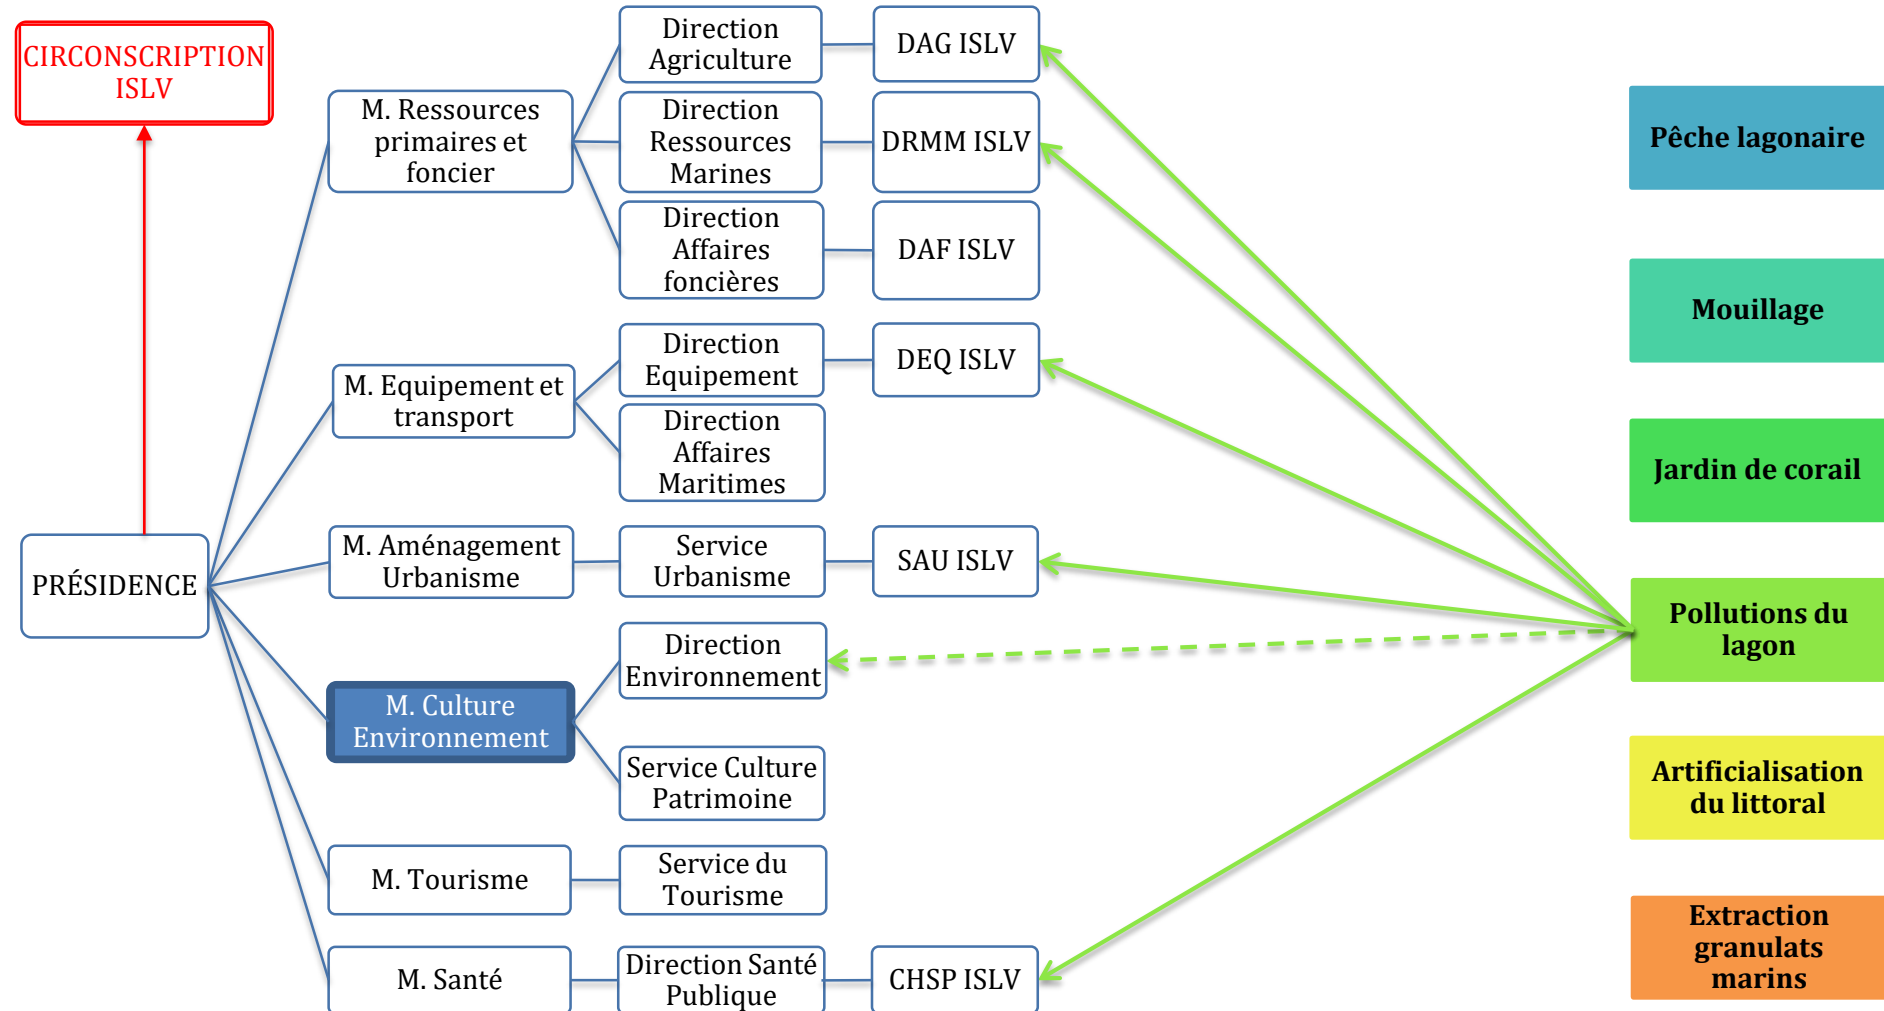 CIRCONSCRIPTION
ISLV
PRÉSIDENCE
M. Ressources
primaires et
foncier
M. Equipement et
transport
M. Aménagement
Urbanisme
M. Culture
Environnement
M. Tourisme
M. Santé
Direction
Agriculture
Direction
Ressources
Marines
Direction
Affaires
foncières
Direction
Equipement
Direction
Affaires
Maritimes
Service
Urbanisme
Direction
Environnement
Service Culture
Patrimoine
Service du
Tourisme
Direction Santé
Publique
DAG ISLV
DRMM ISLV
DAF ISLV
DEQ ISLV
SAU ISLV
CHSP ISLV
Pêche lagonaire
Mouillage
Jardin de corail
Pollutions du
lagon
Artificialisation
du littoral
Extraction
granulats
marins